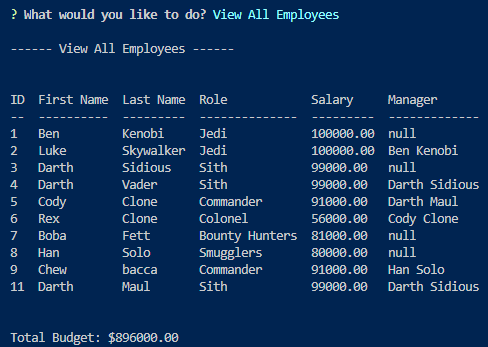 ? What would you like to do? View All Employees
------ View All Employees ------
ID  First Name  Last Name  Role            Salary     Manager
--  ----------  ---------  --------------  ---------  -------------
1   Ben         Kenobi     Jedi            100000.00  null
2   Luke        Skywalker  Jedi            100000.00  Ben Kenobi
3   Darth       Sidious    Sith            99000.00   null
4   Darth       Vader      Sith            99000.00   Darth Sidious
5   Cody        Clone      Commander       91000.00   Darth Maul
6   Rex         Clone      Colonel         56000.00   Cody Clone
7   Boba        Fett       Bounty Hunters  81000.00   null
8   Han         Solo       Smugglers       80000.00   null
9   Chew        bacca      Commander       91000.00   Han Solo
11  Darth       Maul       Sith            99000.00   Darth Sidious
Total Budget: $896000.00